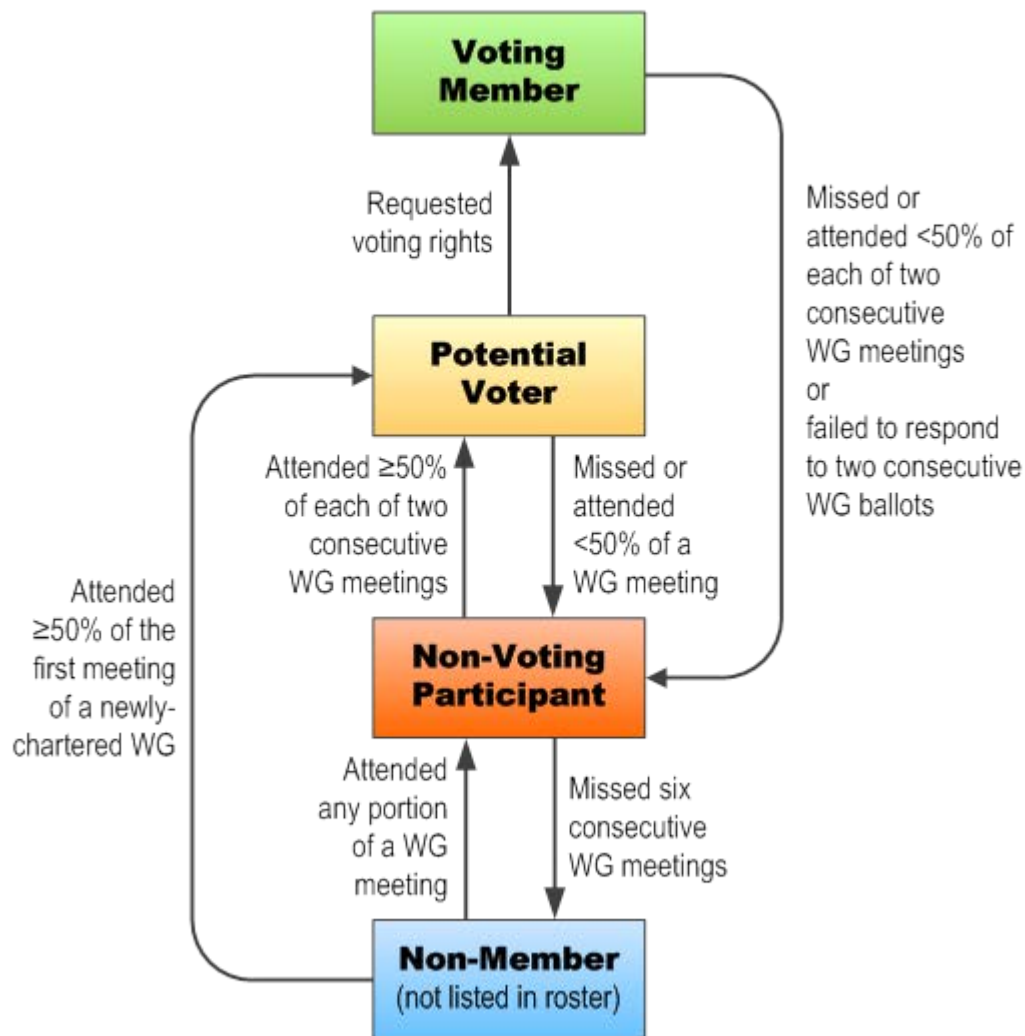 Voting
Member
Requested
voting rights
Missed or
attended <50% of
each of two
consecutive
WG meetings
or
failed to respond
to two consecutive
WG ballots
Potential
Voter
Attended ≥50%
of each of two
consecutive
WG meetings
Missed or
attended
<50% of a
WG meeting
Attended
≥50% of the
first meeting
of a newly-
chartered WG
Non-Voting
Participant
Attended
any portion
of a WG
meeting
Missed six
consecutive
WG meetings
Non-Member
(not listed in roster)